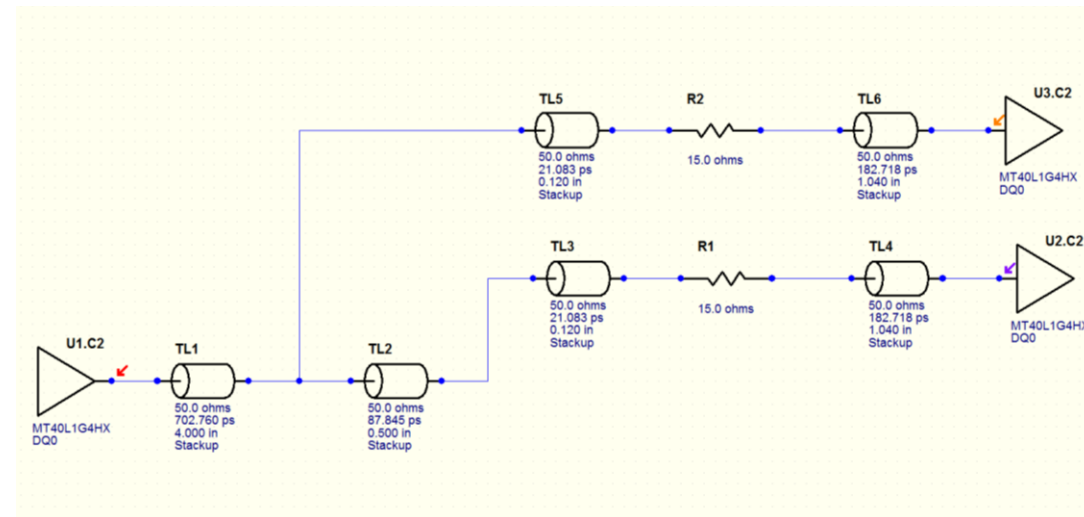 TL5
50.0 ohms
21.083 ps
0.120 in
Stackup
R2
15.0 ohms
TL6
50.0 ohms
182.718 ps
1.040 in
Stackup
U3.C2
MT40L1G4HX
DQ0
TL3
50.0 ohms
21.083 ps
0.120 in
Stackup
R1
15.0 ohms
TL4
50.0 ohms
182.718 ps
1.040 in
Stackup
U2.C2
MT40L1G4HX
DQ0
U1.C2
MT40L1G4HX
DQ0
TL1
50.0 ohms
702.760 ps
4.000 in
Stackup
TL2
50.0 ohms
87.845 ps
0.500 in
Stackup